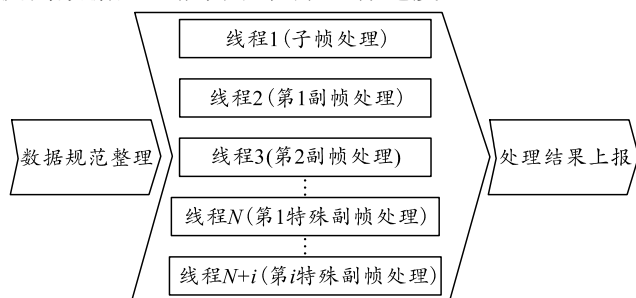 线程1(子帧处理)
线程2(第1副帧处理)
数据规范整理
线程3(第2副帧处理)
处理结果上报
线程N(第1特殊副帧处理)
线程N+i(第i特殊副帧处理)